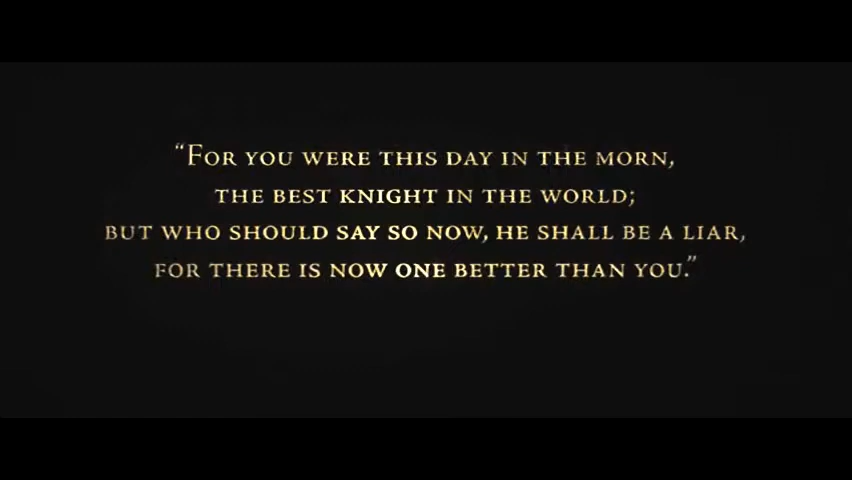 “For you were this day in the morn,
the best knight in the world;
but who should say so now, he shall be a liar,
for there is now one better than you.”